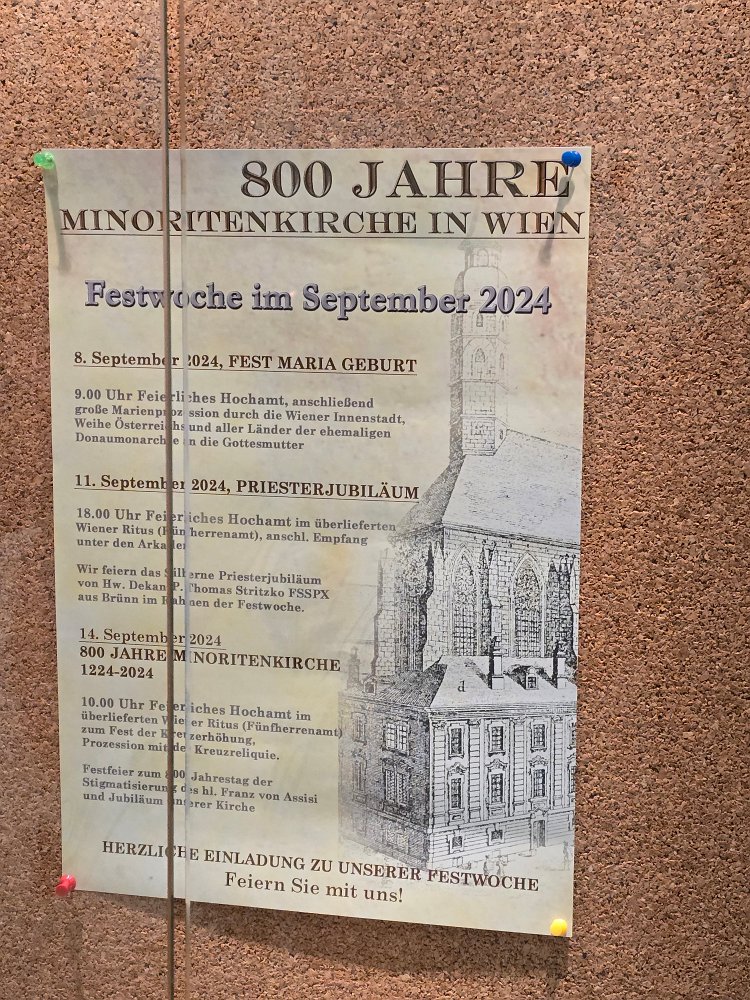 800 JAHRE
MINORITENKIRCHE IN WIEN
Festwoche im September 2024
8. September 2024, FEST MARIA GEBURT
9.00 Uhr Feierliches Hochamt, anschließend
große Marienprozession durch die Wiener Innenstadt,
Weihe Österreichs und aller Länder der ehemaligen
Donaumonarchie an die Gottesmutter
11. September 2024, PRIESTERJUBILÄUM
18.00 Uhr Feierliches Hochamt im überlieferten
Wiener Ritus (Fünfherrenamt), anschl. Empfang
unter den Arkaden
Wir feiern das Silberne Priesterjubiläum
von Hw. Dekan P. Thomas Stritzko FSSPX
aus Brünn im Rahmen der Festwoche.
14. September 2024
800 JAHRE MINORITENKIRCHE
1224-2024
10.00 Uhr Feierliches Hochamt im
überlieferten Wiener Ritus (Fünfherrenamt)
zum Fest der Kreuzerhöhung,
Prozession mit der Kreuzreliquie.
Festfeier zum 800 Jahrestag der
Stigmatisierung des hl. Franz von Assisi
und Jubiläum unserer Kirche
d
HERZLICHE EINLADUNG ZU UNSERER FESTWOCHE
Feiern Sie mit uns!